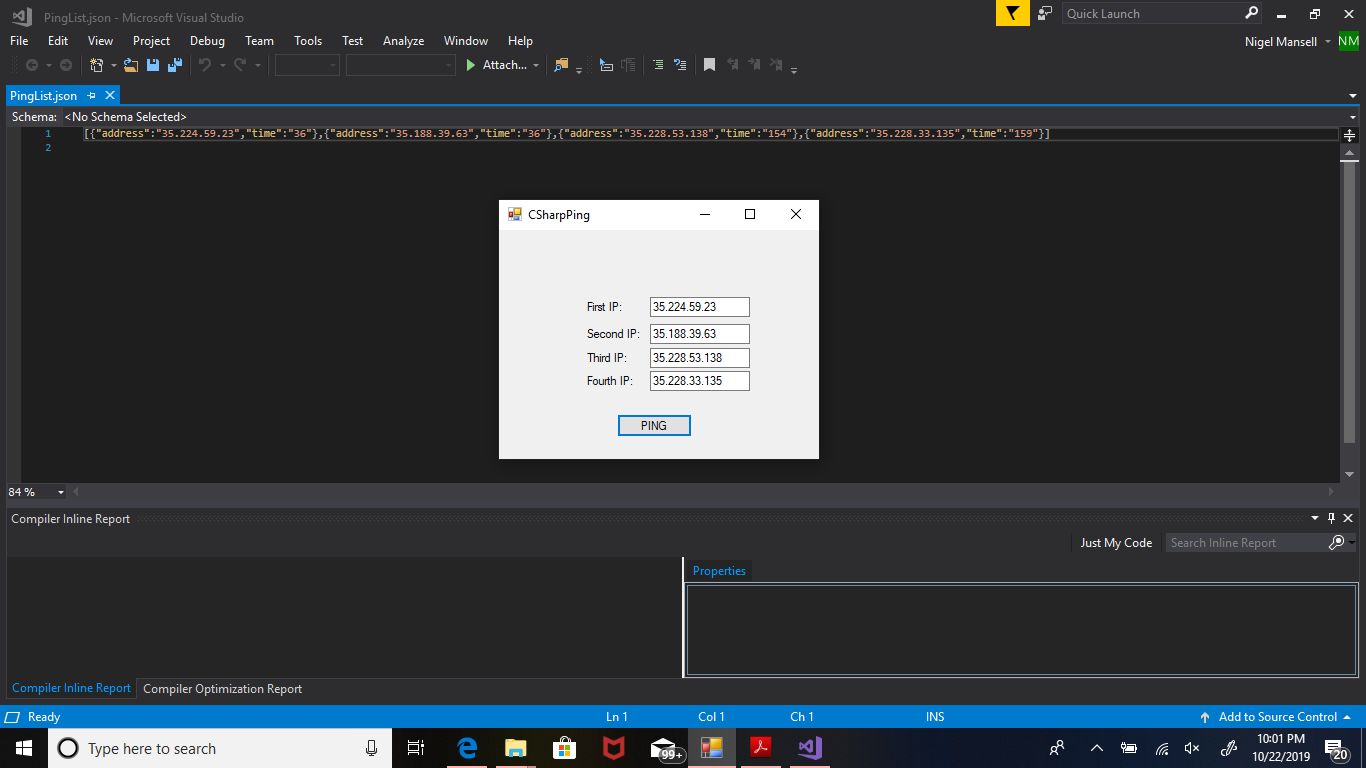 PingList.json - Microsoft Visual Studio
Quick Launch
File Edit View Project Debug Team Tools Test Analyze Window Help
Nigel Mansell NM
Attach...
PingList.json
Schema: <No Schema Selected>
1 [{"address":"35.224.59.23","time":"36"},{"address":"35.188.39.63","time":"36"},{"address":"35.228.53.138","time":"154"},{"address":"35.228.33.135","time":"159"}]
2
CSharpPing
First IP: 35.224.59.23
Second IP: 35.188.39.63
Third IP: 35.228.53.138
Fourth IP: 35.228.33.135
PING
84 %
Compiler Inline Report
Just My Code Search Inline Report
Properties
Compiler Inline Report Compiler Optimization Report
Ready Ln 1 Col 1 Ch 1 INS Add to Source Control
Type here to search
99+
10:01 PM
10/22/2019
20